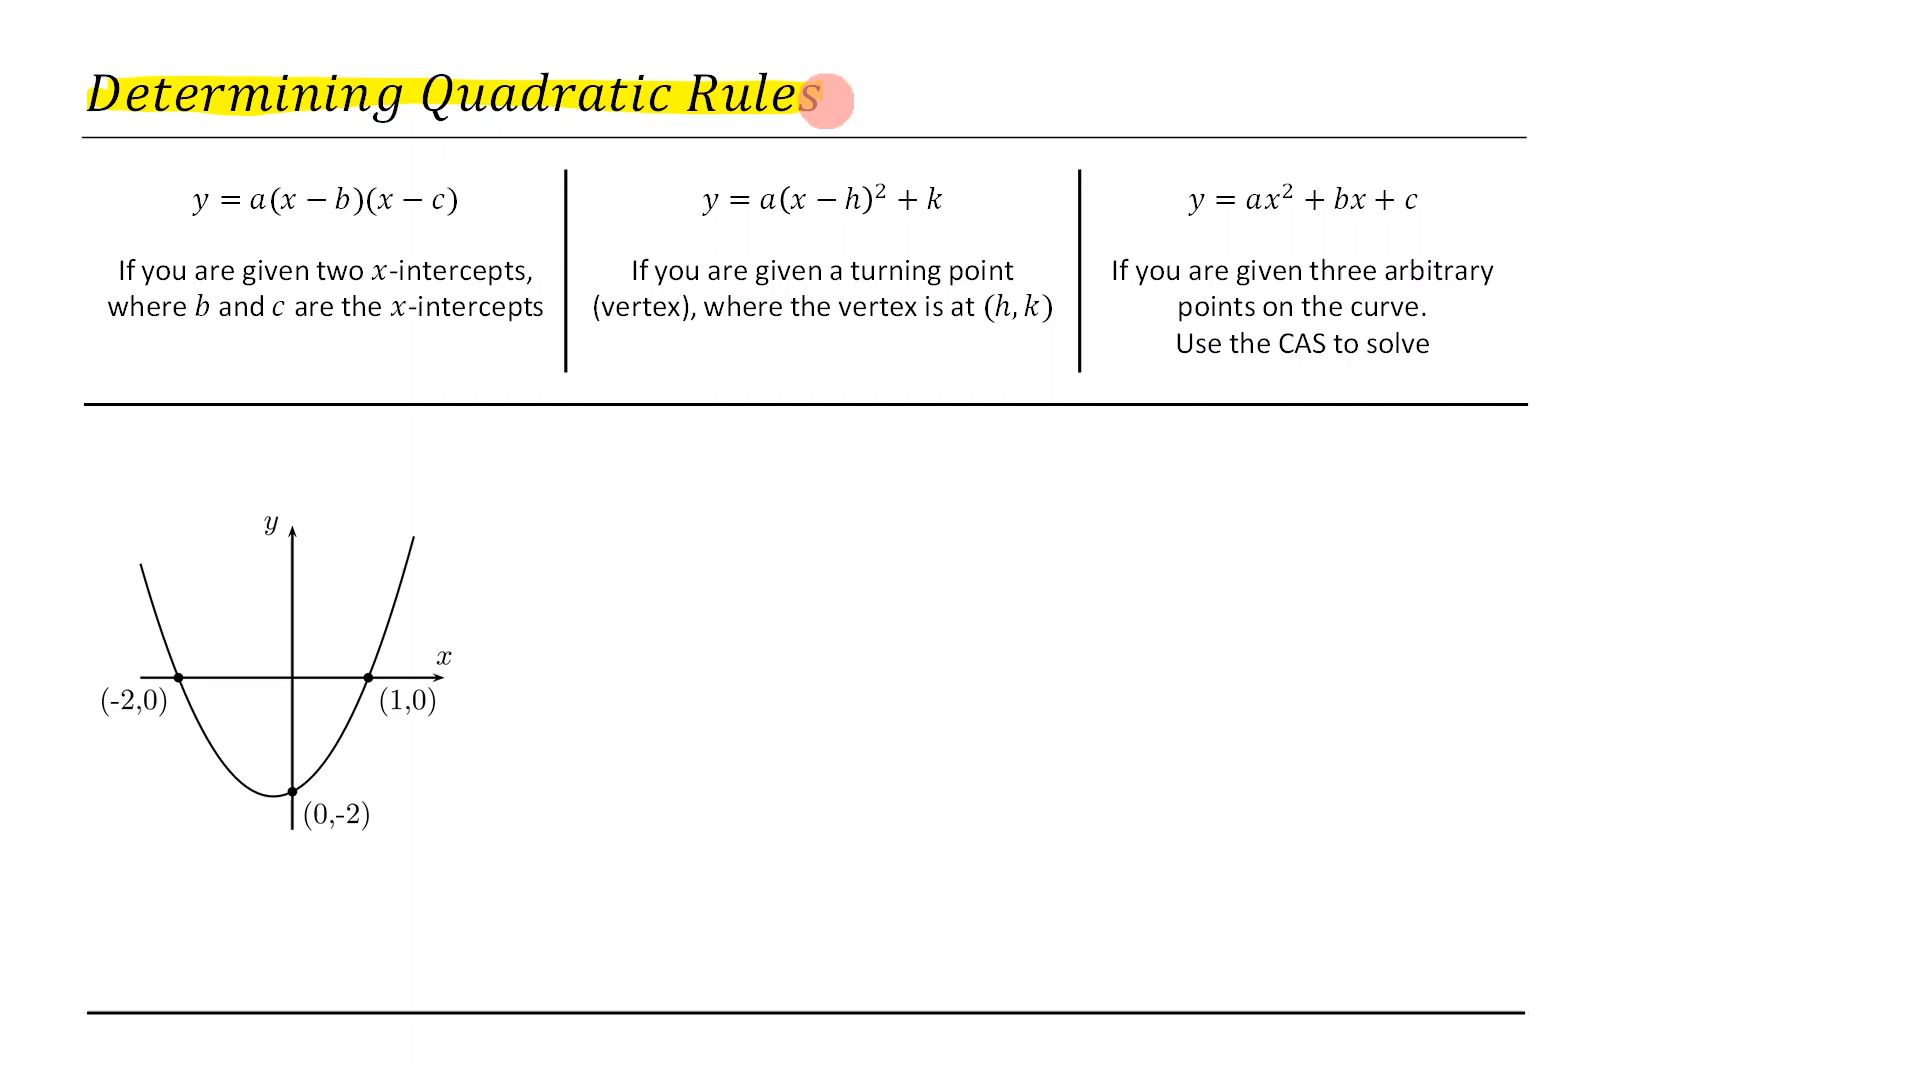 Determining Quadratic Rules
y = a(x − b)(x − c)
If you are given two x-intercepts,
where b and c are the x-intercepts
y = a(x − h)² + k
If you are given a turning point
(vertex), where the vertex is at (h, k)
y = ax² + bx + c
If you are given three arbitrary
points on the curve.
Use the CAS to solve
y
x
(-2,0)
(1,0)
(0,-2)